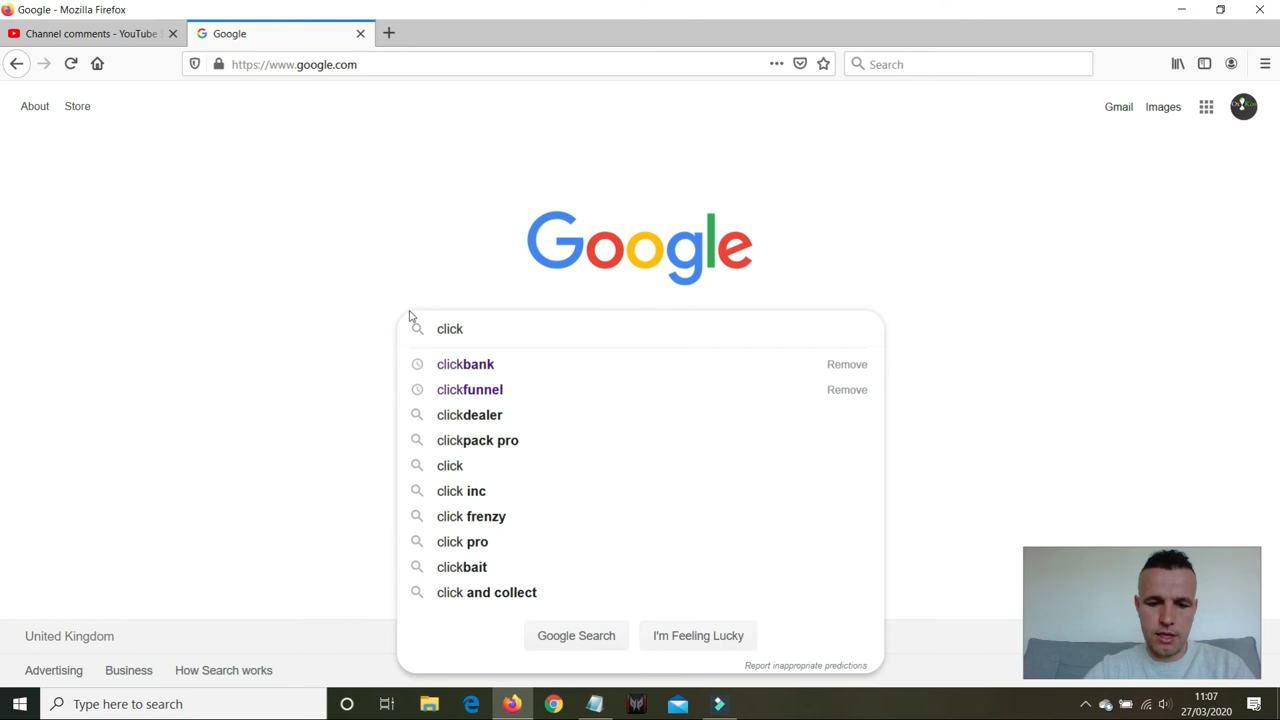 Google - Mozilla Firefox
Channel comments - YouTube
Google
https://www.google.com
Search
About
Store
Gmail
Images
Google
click
clickbank
Remove
clickfunnel
Remove
clickdealer
clickpack pro
click
click inc
click frenzy
click pro
clickbait
click and collect
Google Search
I'm Feeling Lucky
Report inappropriate predictions
United Kingdom
Advertising
Business
How Search works
Type here to search
11:07
27/03/2020